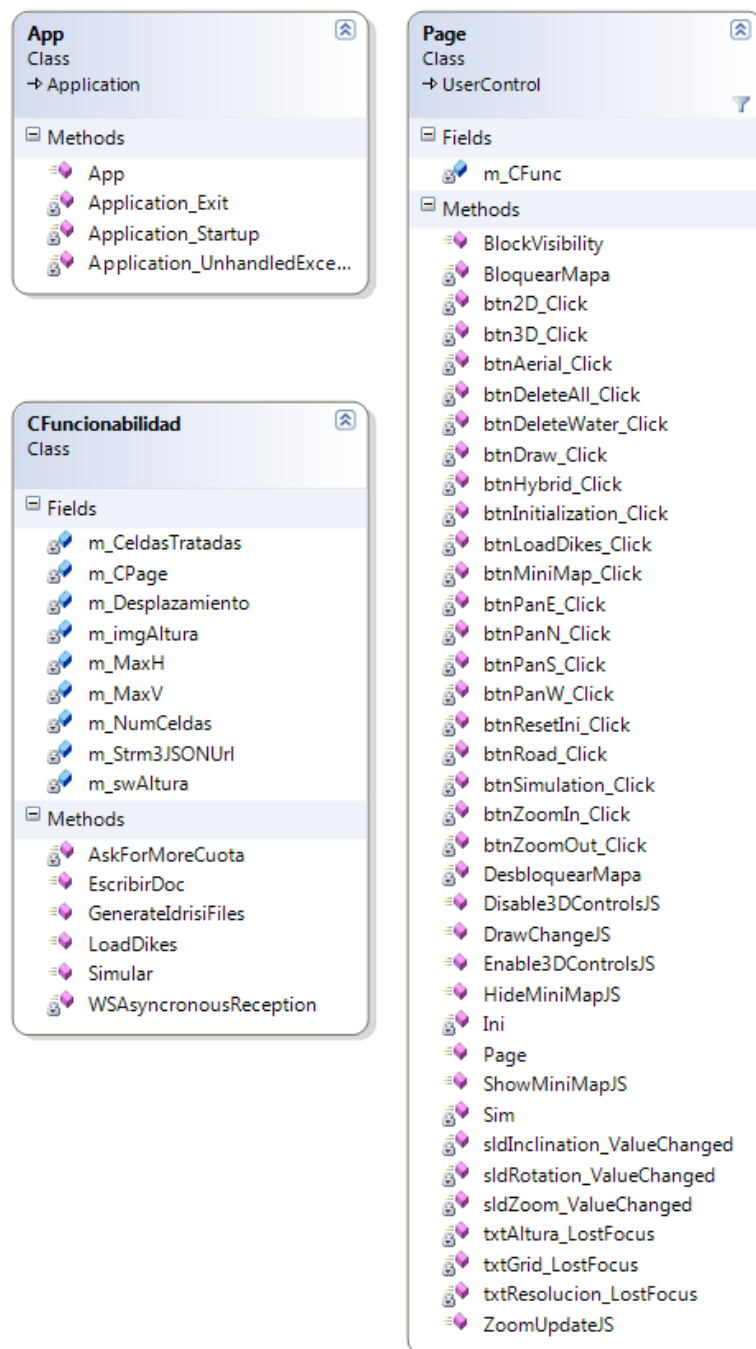 App
Class
Application
Methods
App
Application_Exit
Application_Startup
Application_UnhandledExce...
CFuncionabilidad
Class
Fields
m_CeldasTratadas
m_CPage
m_Desplazamiento
m_imgAltura
m_MaxH
m_MaxV
m_NumCeldas
m_Strm3JSONUrl
m_swAltura
Methods
AskForMoreCuota
EscribirDoc
GenerateIdrisiFiles
LoadDikes
Simular
WSAsyncronousReception
Page
Class
UserControl
Fields
m_CFunc
Methods
BlockVisibility
BloquearMapa
btn2D_Click
btn3D_Click
btnAerial_Click
btnDeleteAll_Click
btnDeleteWater_Click
btnDraw_Click
btnHybrid_Click
btnInitialization_Click
btnLoadDikes_Click
btnMiniMap_Click
btnPanE_Click
btnPanN_Click
btnPanS_Click
btnPanW_Click
btnResetIni_Click
btnRoad_Click
btnSimulation_Click
btnZoomIn_Click
btnZoomOut_Click
DesbloquearMapa
Disable3DControlsJS
DrawChangeJS
Enable3DControlsJS
HideMiniMapJS
Ini
Page
ShowMiniMapJS
Sim
sldInclination_ValueChanged
sldRotation_ValueChanged
sldZoom_ValueChanged
txtAltura_LostFocus
txtGrid_LostFocus
txtResolucion_LostFocus
ZoomUpdateJS